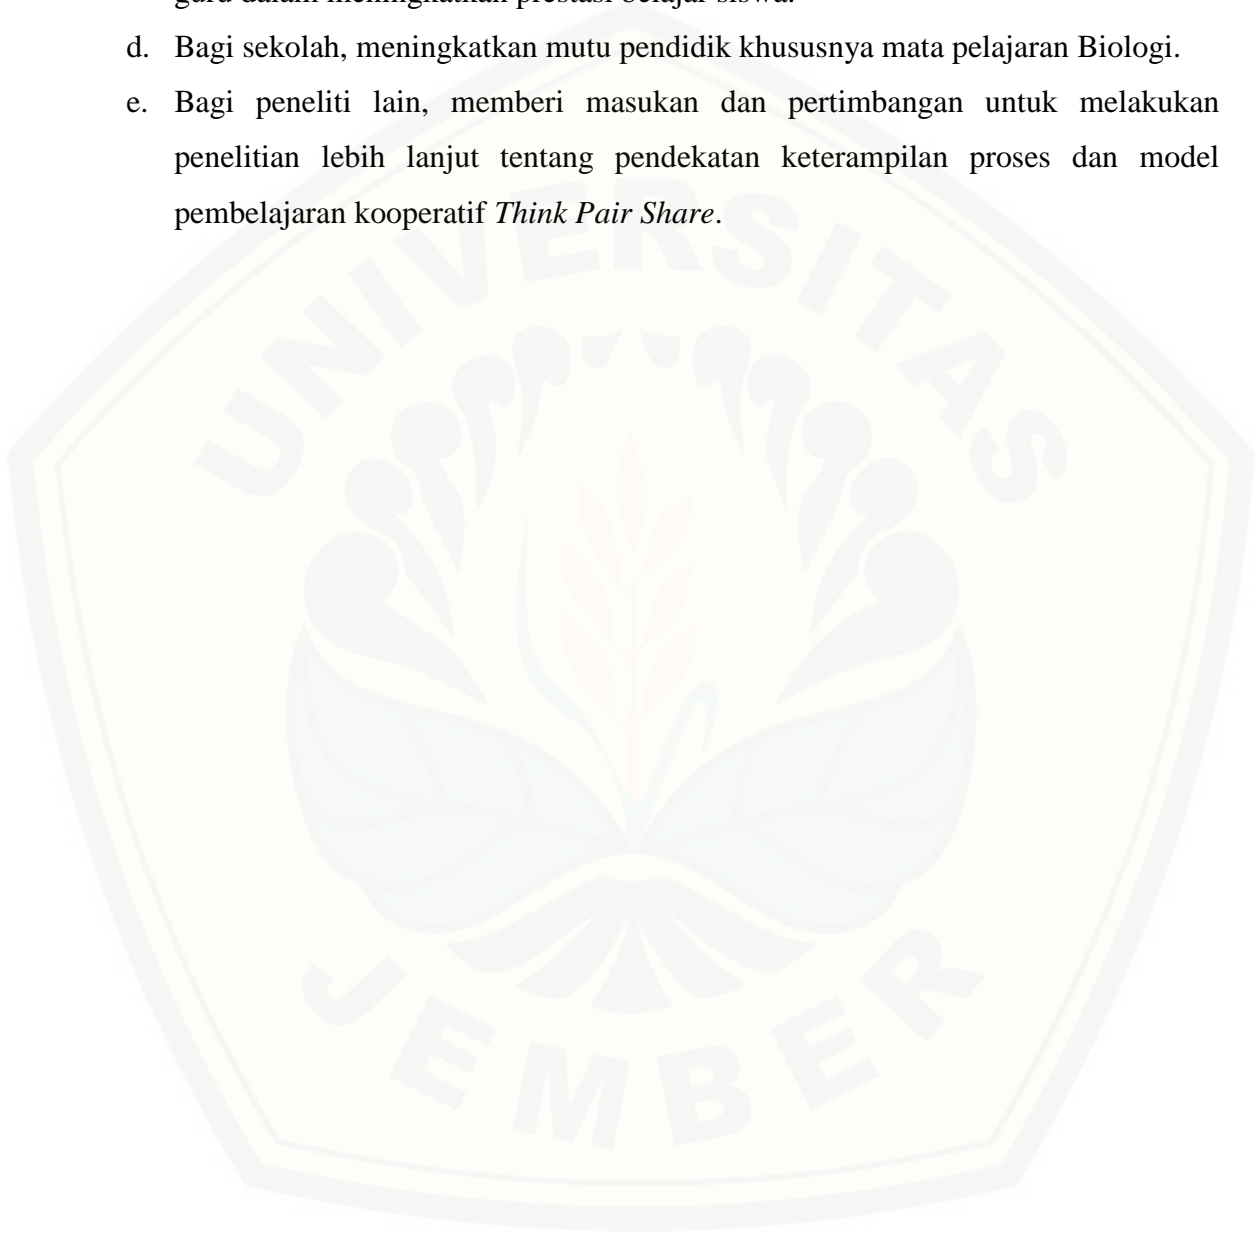 guru dalam meningkatkan prestasi belajar siswa.
d. Bagi sekolah, meningkatkan mutu pendidik khususnya mata pelajaran Biologi.
e. Bagi peneliti lain, memberi masukan dan pertimbangan untuk melakukan
penelitian lebih lanjut tentang pendekatan keterampilan proses dan model
pembelajaran kooperatif Think Pair Share.
UNIVERSITAS
JEMBER